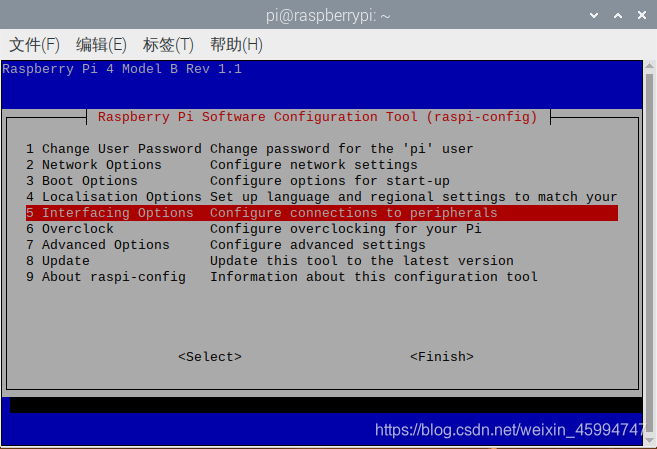 pi@raspberrypi: ~
文件(F) 编辑(E) 标签(T) 帮助(H)
Raspberry Pi 4 Model B Rev 1.1
Raspberry Pi Software Configuration Tool (raspi-config)
1 Change User Password Change password for the 'pi' user
2 Network Options Configure network settings
3 Boot Options Configure options for start-up
4 Localisation Options Set up language and regional settings to match your
5 Interfacing Options Configure connections to peripherals
6 Overclock Configure overclocking for your Pi
7 Advanced Options Configure advanced settings
8 Update Update this tool to the latest version
9 About raspi-config Information about this configuration tool
<Select> <Finish>
https://blog.csdn.net/weixin_45994747